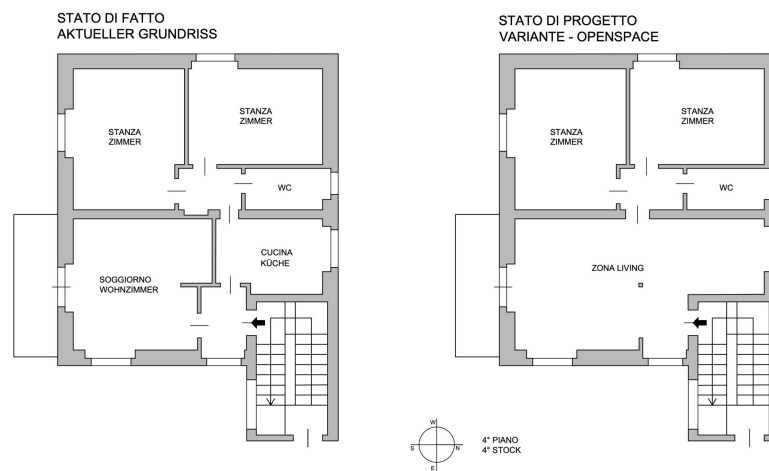 STATO DI FATTO
AKTUELLER GRUNDRISS
STANZA
ZIMMER
STANZA
ZIMMER
WC
CUCINA
KÜCHE
SOGGIORNO
WOHNZIMMER
STATO DI PROGETTO
VARIANTE - OPENSPACE
STANZA
ZIMMER
STANZA
ZIMMER
WC
ZONA LIVING
W
S
N
E
4° PIANO
4° STOCK